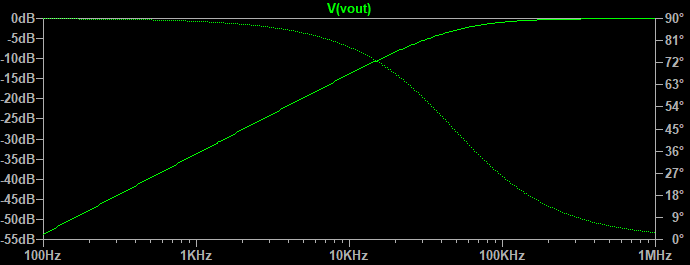 V(vout)
0dB 90°
-5dB 81°
-10dB 72°
-15dB 63°
-20dB 54°
-25dB 45°
-30dB 36°
-35dB 27°
-40dB 18°
-45dB 9°
-50dB 0°
-55dB
100Hz 1KHz 10KHz 100KHz 1MHz